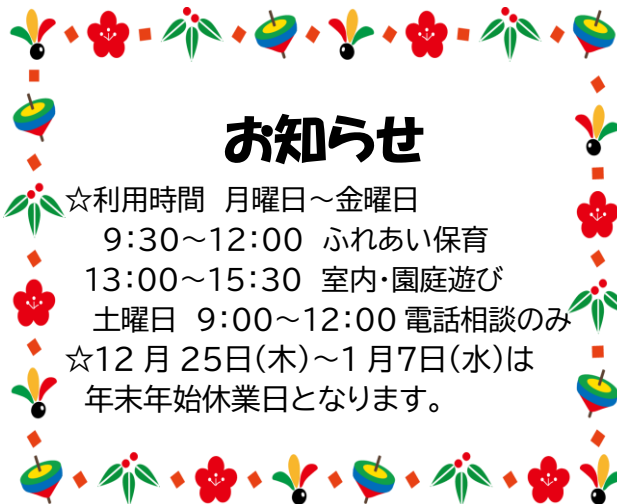 お知らせ
☆利用時間 月曜日～金曜日
9:30～12:00 ふれあい保育
13:00～15:30 室内・園庭遊び
土曜日 9:00～12:00電話相談のみ
☆12月25日(木)～1月7日(水)は
年末年始休業日となります。